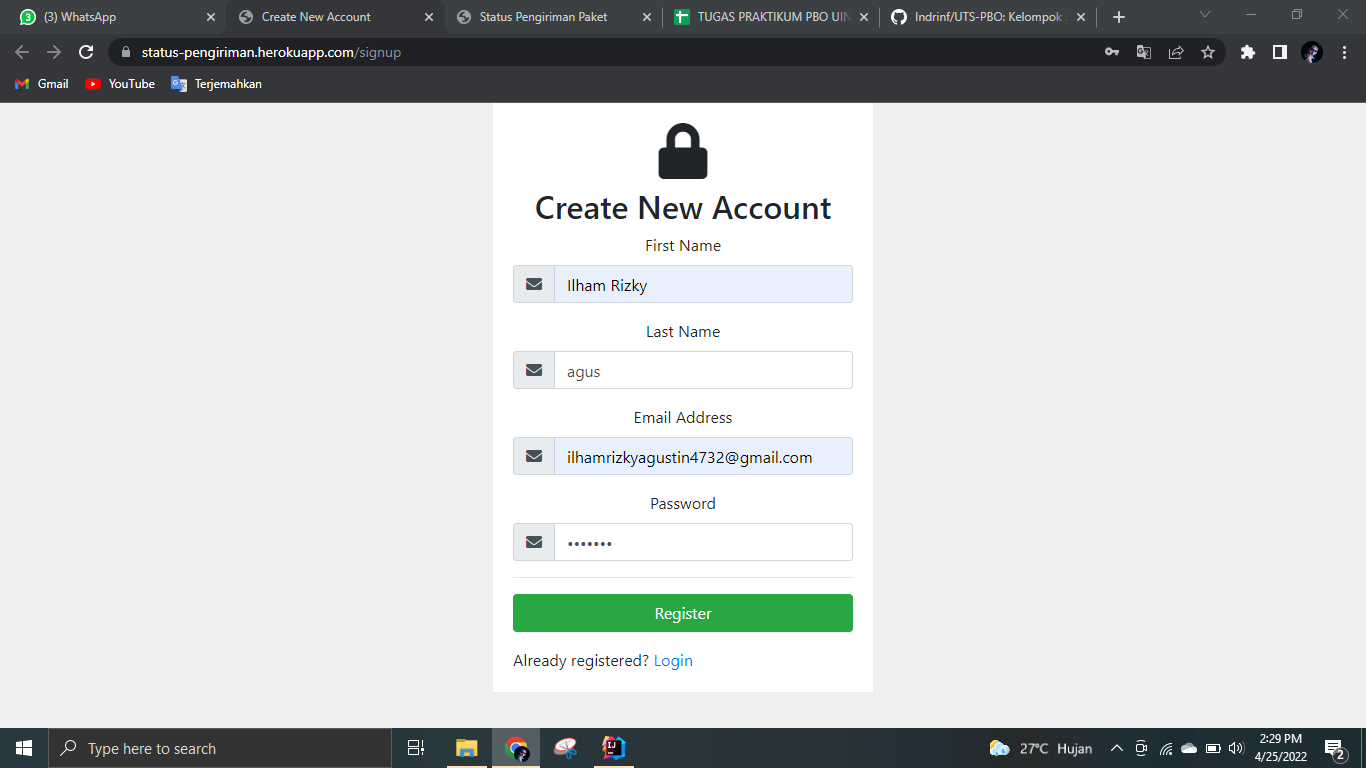 (3) WhatsApp
Create New Account
Status Pengiriman Paket
TUGAS PRAKTIKUM PBO UIN
Indrinf/UTS-PBO: Kelompok
status-pengiriman.herokuapp.com/signup
Gmail
YouTube
Terjemahkan
Create New Account
First Name
Ilham Rizky
Last Name
agus
Email Address
ilhamrizkyagustin4732@gmail.com
Password
•••••••
Register
Already registered? Login
Type here to search
27°C Hujan
2:29 PM
4/25/2022
2